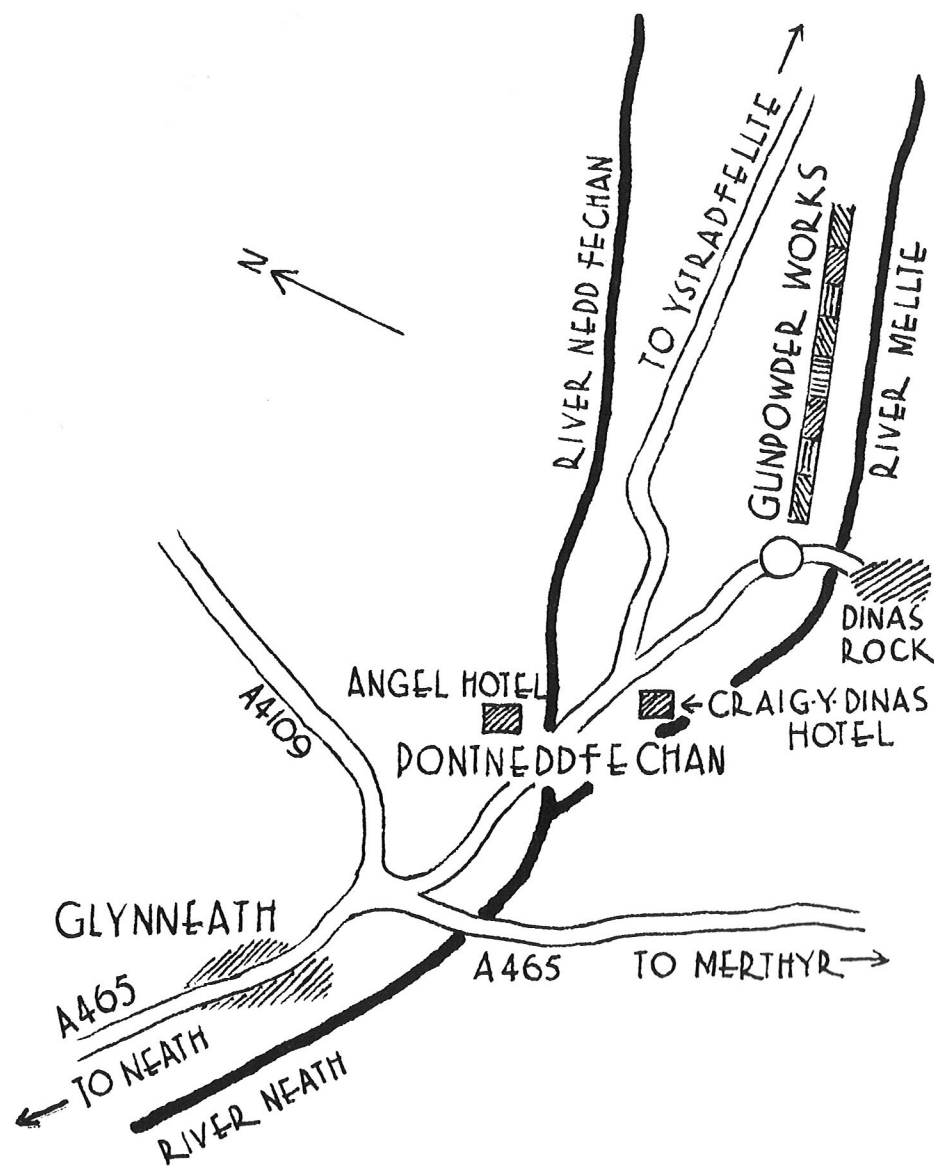 N
RIVER NEDD FECHAN
TO YSTRADFELLTE
GUNPOWDER WORKS
RIVER MELLTE
DINAS
ROCK
ANGEL HOTEL
CRAIG-Y-DINAS
HOTEL
A4109
PONTNEDDFECHAN
GLYNNEATH
A465
TO MERTHYR
A465
TO NEATH
RIVER NEATH